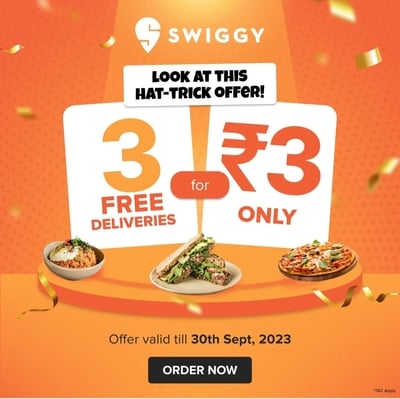 SWIGGY
LOOK AT THIS
HAT-TRICK OFFER!
3
FREE
DELIVERIES
for
₹3
ONLY
Offer valid till 30th Sept, 2023
ORDER NOW
*T&C Apply